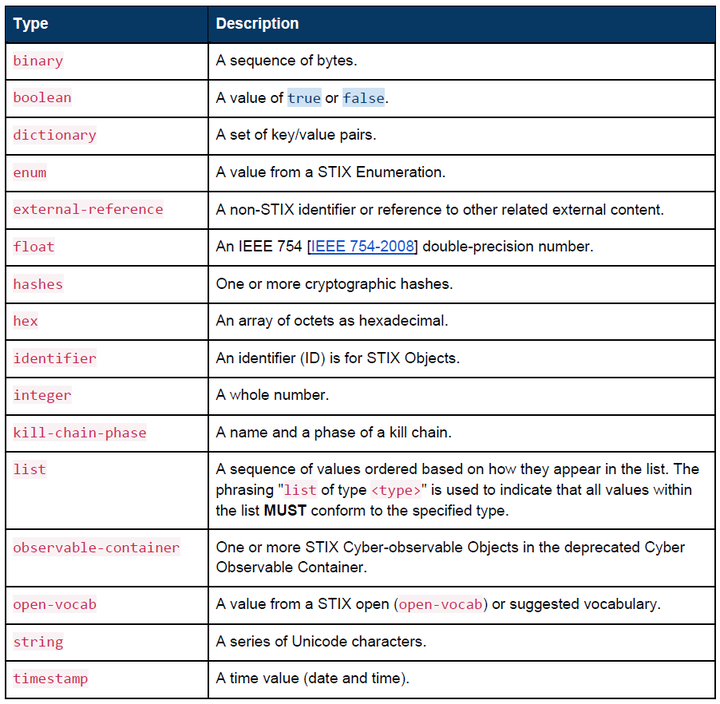 Type Description
binary A sequence of bytes.
boolean A value of true or false.
dictionary A set of key/value pairs.
enum A value from a STIX Enumeration.
external-reference A non-STIX identifier or reference to other related external content.
float An IEEE 754 [IEEE 754-2008] double-precision number.
hashes One or more cryptographic hashes.
hex An array of octets as hexadecimal.
identifier An identifier (ID) is for STIX Objects.
integer A whole number.
kill-chain-phase A name and a phase of a kill chain.
list A sequence of values ordered based on how they appear in the list. The
phrasing "list of type <type>" is used to indicate that all values within
the list MUST conform to the specified type.
observable-container One or more STIX Cyber-observable Objects in the deprecated Cyber
Observable Container.
open-vocab A value from a STIX open (open-vocab) or suggested vocabulary.
string A series of Unicode characters.
timestamp A time value (date and time).